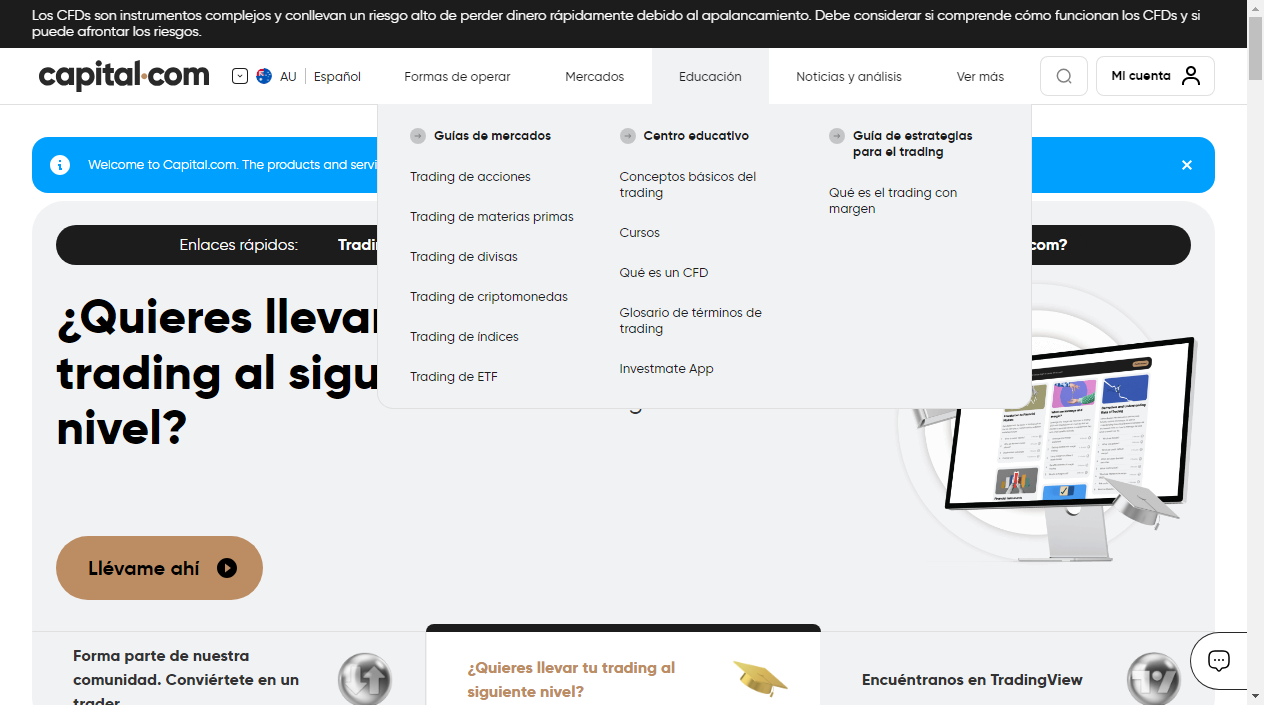 Los CFDs son instrumentos complejos y conllevan un riesgo alto de perder dinero rápidamente debido al apalancamiento. Debe considerar si comprende cómo funcionan los CFDs y si
puede afrontar los riesgos.
capital.com
AU
Español
Formas de operar
Mercados
Educación
Noticias y análisis
Ver más
Mi cuenta
Guías de mercados
Trading de acciones
Trading de materias primas
Trading de divisas
Trading de criptomonedas
Trading de índices
Trading de ETF
Centro educativo
Conceptos básicos del
trading
Cursos
Qué es un CFD
Glosario de términos de
trading
Investmate App
Guía de estrategias
para el trading
Qué es el trading con
margen
Welcome to Capital.com. The products and servi
Enlaces rápidos:
Tradi
com?
¿Quieres lleva
trading al sigu
nivel?
Llévame ahí
Forma parte de nuestra
comunidad. Conviértete en un
trader
¿Quieres llevar tu trading al
siguiente nivel?
Encuéntranos en TradingView